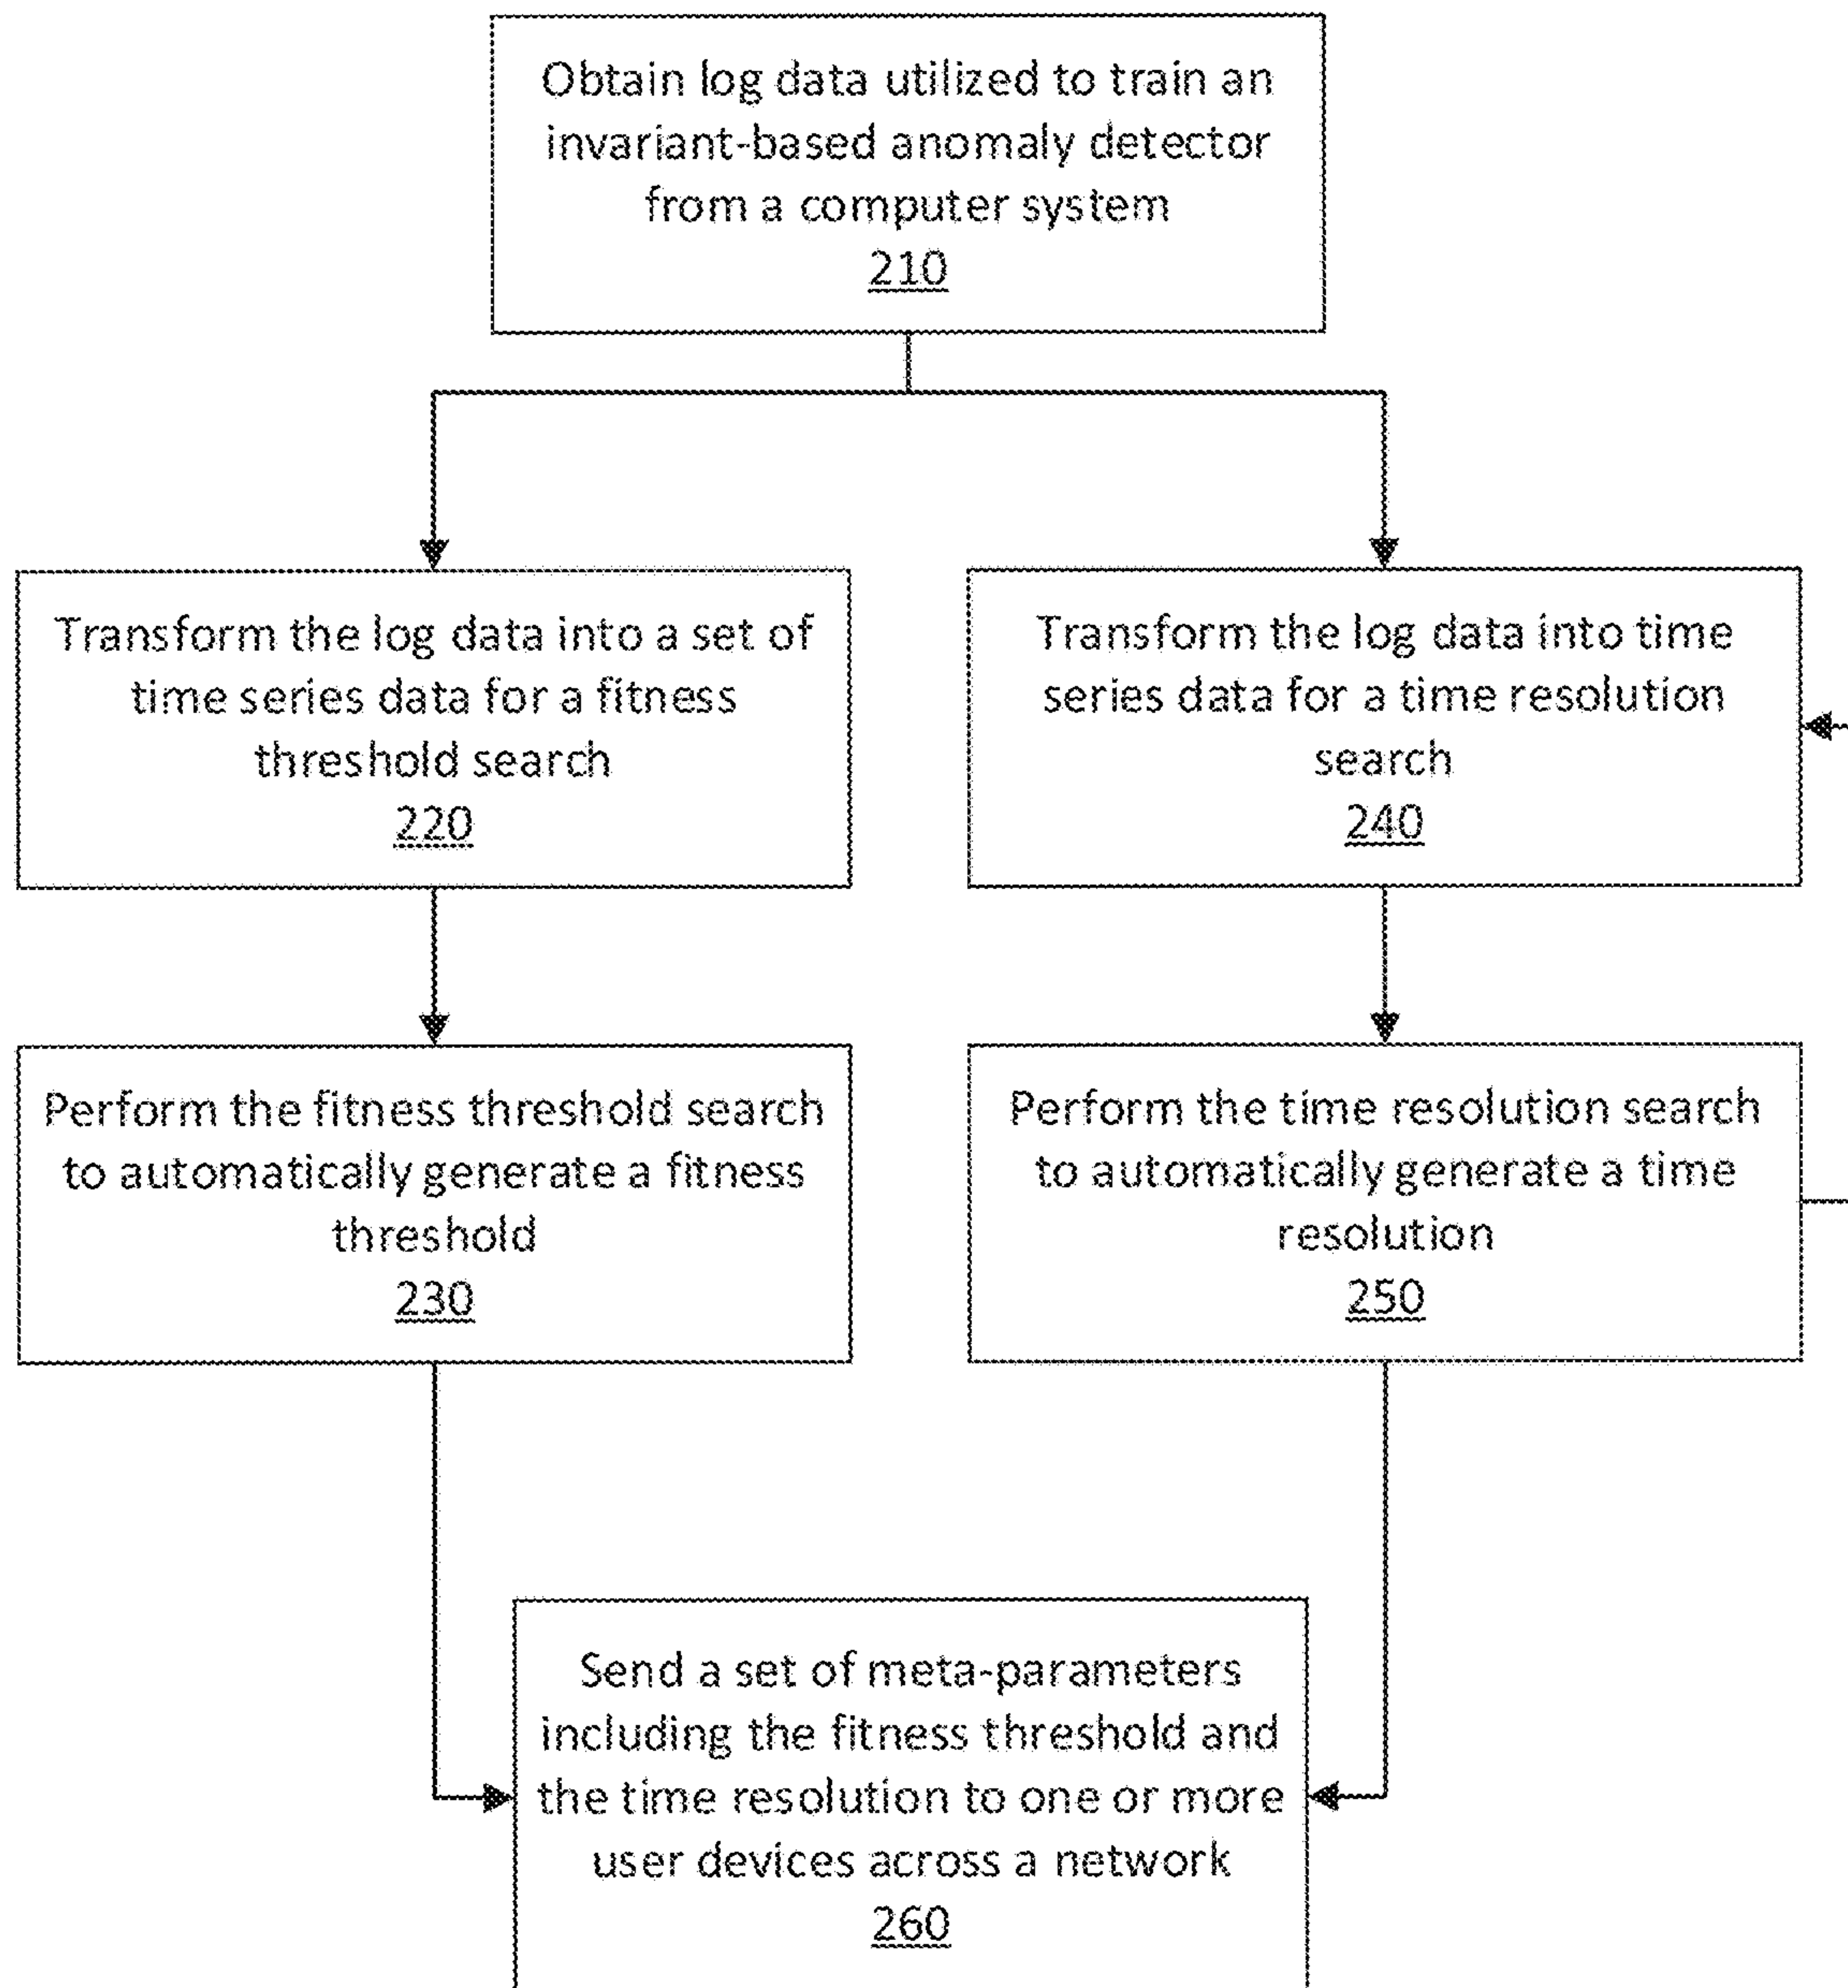 Obtain log data utilized to train an
invariant-based anomaly detector
from a computer system
210
Transform the log data into a set of
time series data for a fitness
threshold search
220
Transform the log data into time
series data for a time resolution
search
240
Perform the fitness threshold search
to automatically generate a fitness
threshold
230
Perform the time resolution search
to automatically generate a time
resolution
250
Send a set of meta-parameters
including the fitness threshold and
the time resolution to one or more
user devices across a network
260